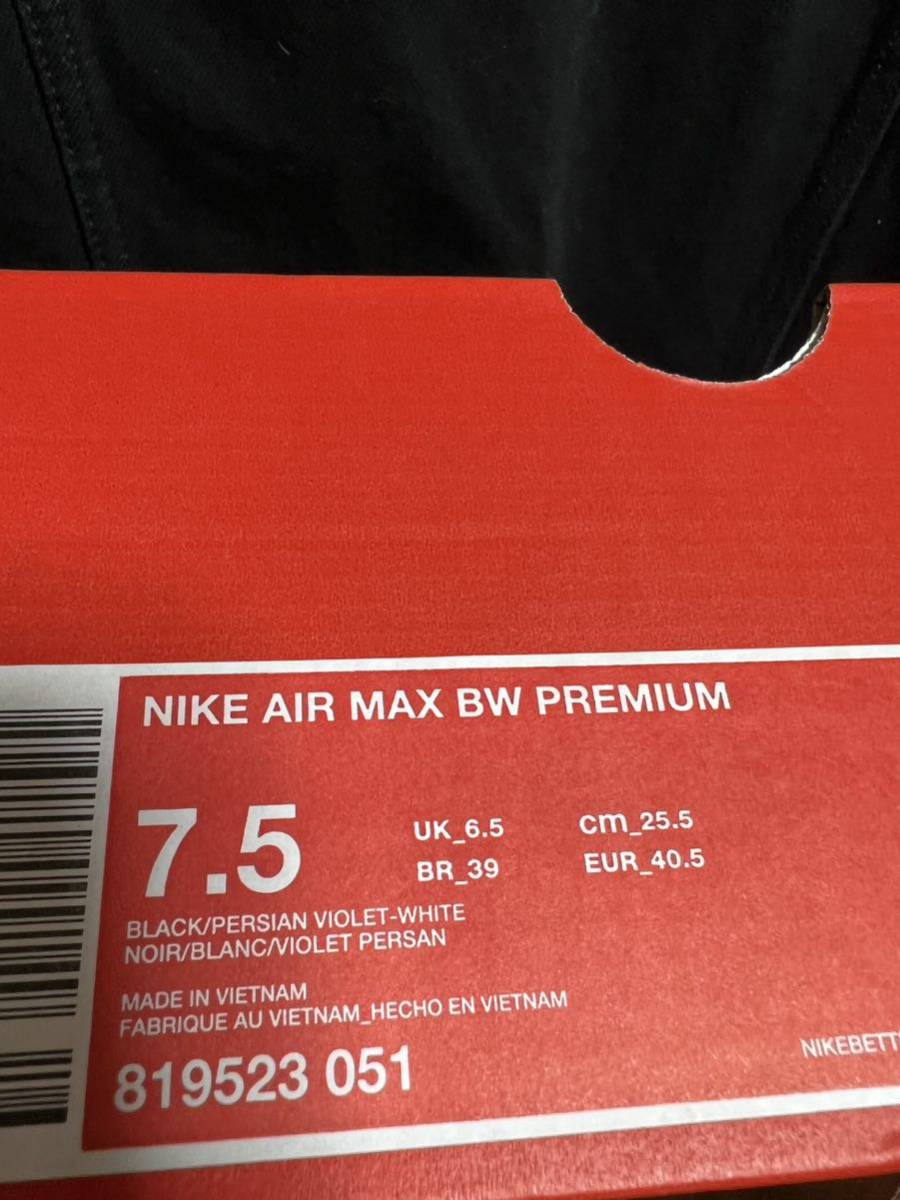 NIKE AIR MAX BW PREMIUM
7.5
UK_6.5 cm_25.5
BR_39 EUR_40.5
BLACK/PERSIAN VIOLET-WHITE
NOIR/BLANC/VIOLET PERSAN
MADE IN VIETNAM
FABRIQUE AU VIETNAM_HECHO EN VIETNAM
819523 051